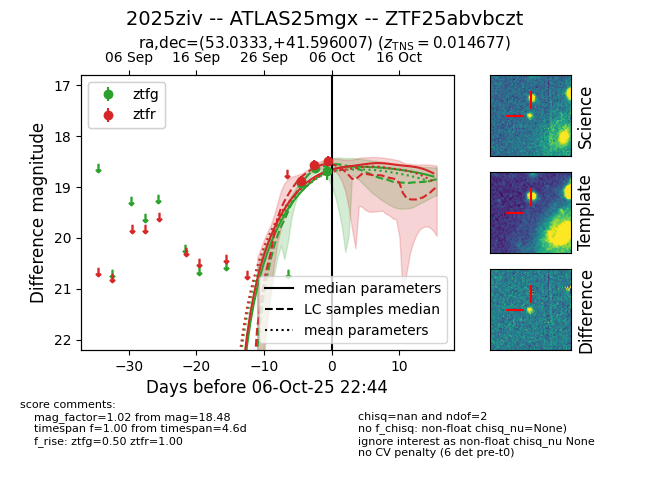 2025ziv -- ATLAS25mgx -- ZTF25abvbczt
ra,dec=(53.0333,+41.596007) (z_TNS = 0.014677)
06 Sep 16 Sep 26 Sep 06 Oct 16 Oct
17
18
19
20
21
22
Difference magnitude
ztfg
ztfr
median parameters
LC samples median
mean parameters
−30 −20 −10 0 10
Days before 06-Oct-25 22:44
Science
Template
Difference
score comments:
mag_factor=1.02 from mag=18.48
timespan f=1.00 from timespan=4.6d
f_rise: ztfg=0.50 ztfr=1.00
chisq=nan and ndof=2
no f_chisq: non-float chisq_nu=None)
ignore interest as non-float chisq_nu None
no CV penalty (6 det pre-t0)